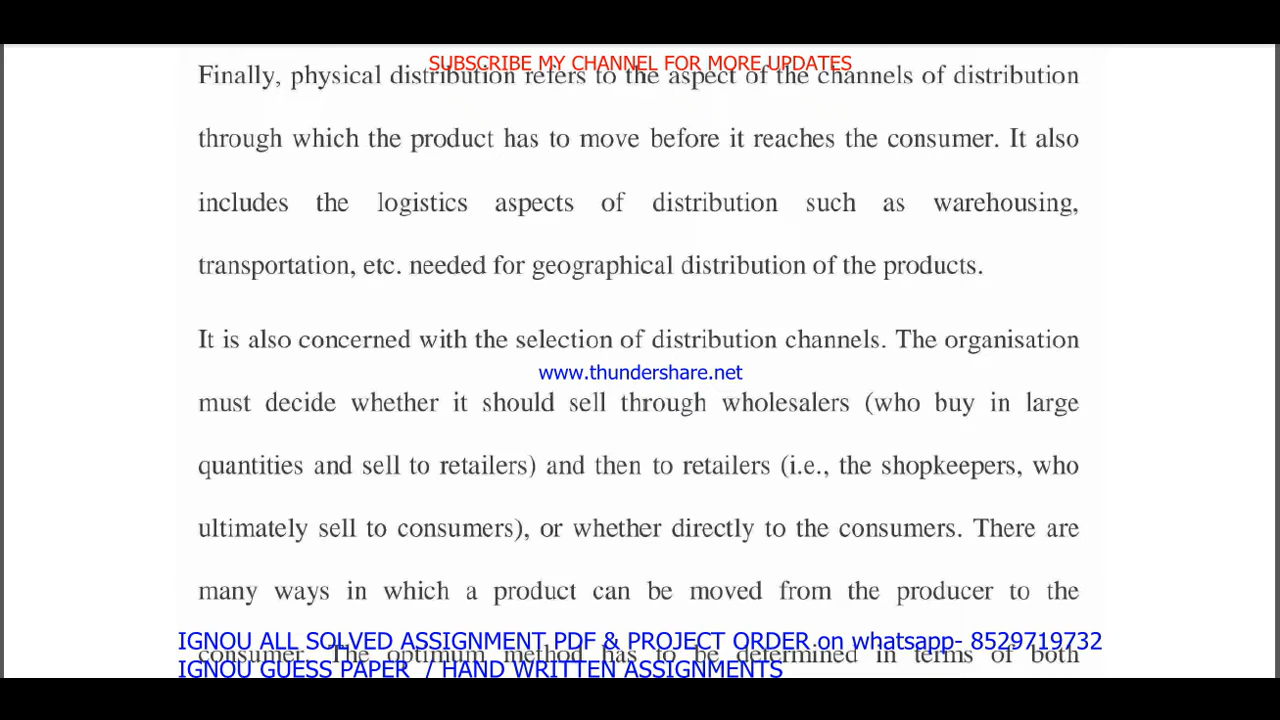 SUBSCRIBE MY CHANNEL FOR MORE UPDATES
Finally, physical distribution refers to the aspect of the channels of distribution
through which the product has to move before it reaches the consumer. It also
includes the logistics aspects of distribution such as warehousing,
transportation, etc. needed for geographical distribution of the products.
It is also concerned with the selection of distribution channels. The organisation
www.thundershare.net
must decide whether it should sell through wholesalers (who buy in large
quantities and sell to retailers) and then to retailers (i.e., the shopkeepers, who
ultimately sell to consumers), or whether directly to the consumers. There are
many ways in which a product can be moved from the producer to the
IGNOU ALL SOLVED ASSIGNMENT PDF & PROJECT ORDER on whatsapp- 8529719732
consumer. The optimum method has to be determined in terms of both
IGNOU GUESS PAPER / HAND WRITTEN ASSIGNMENTS